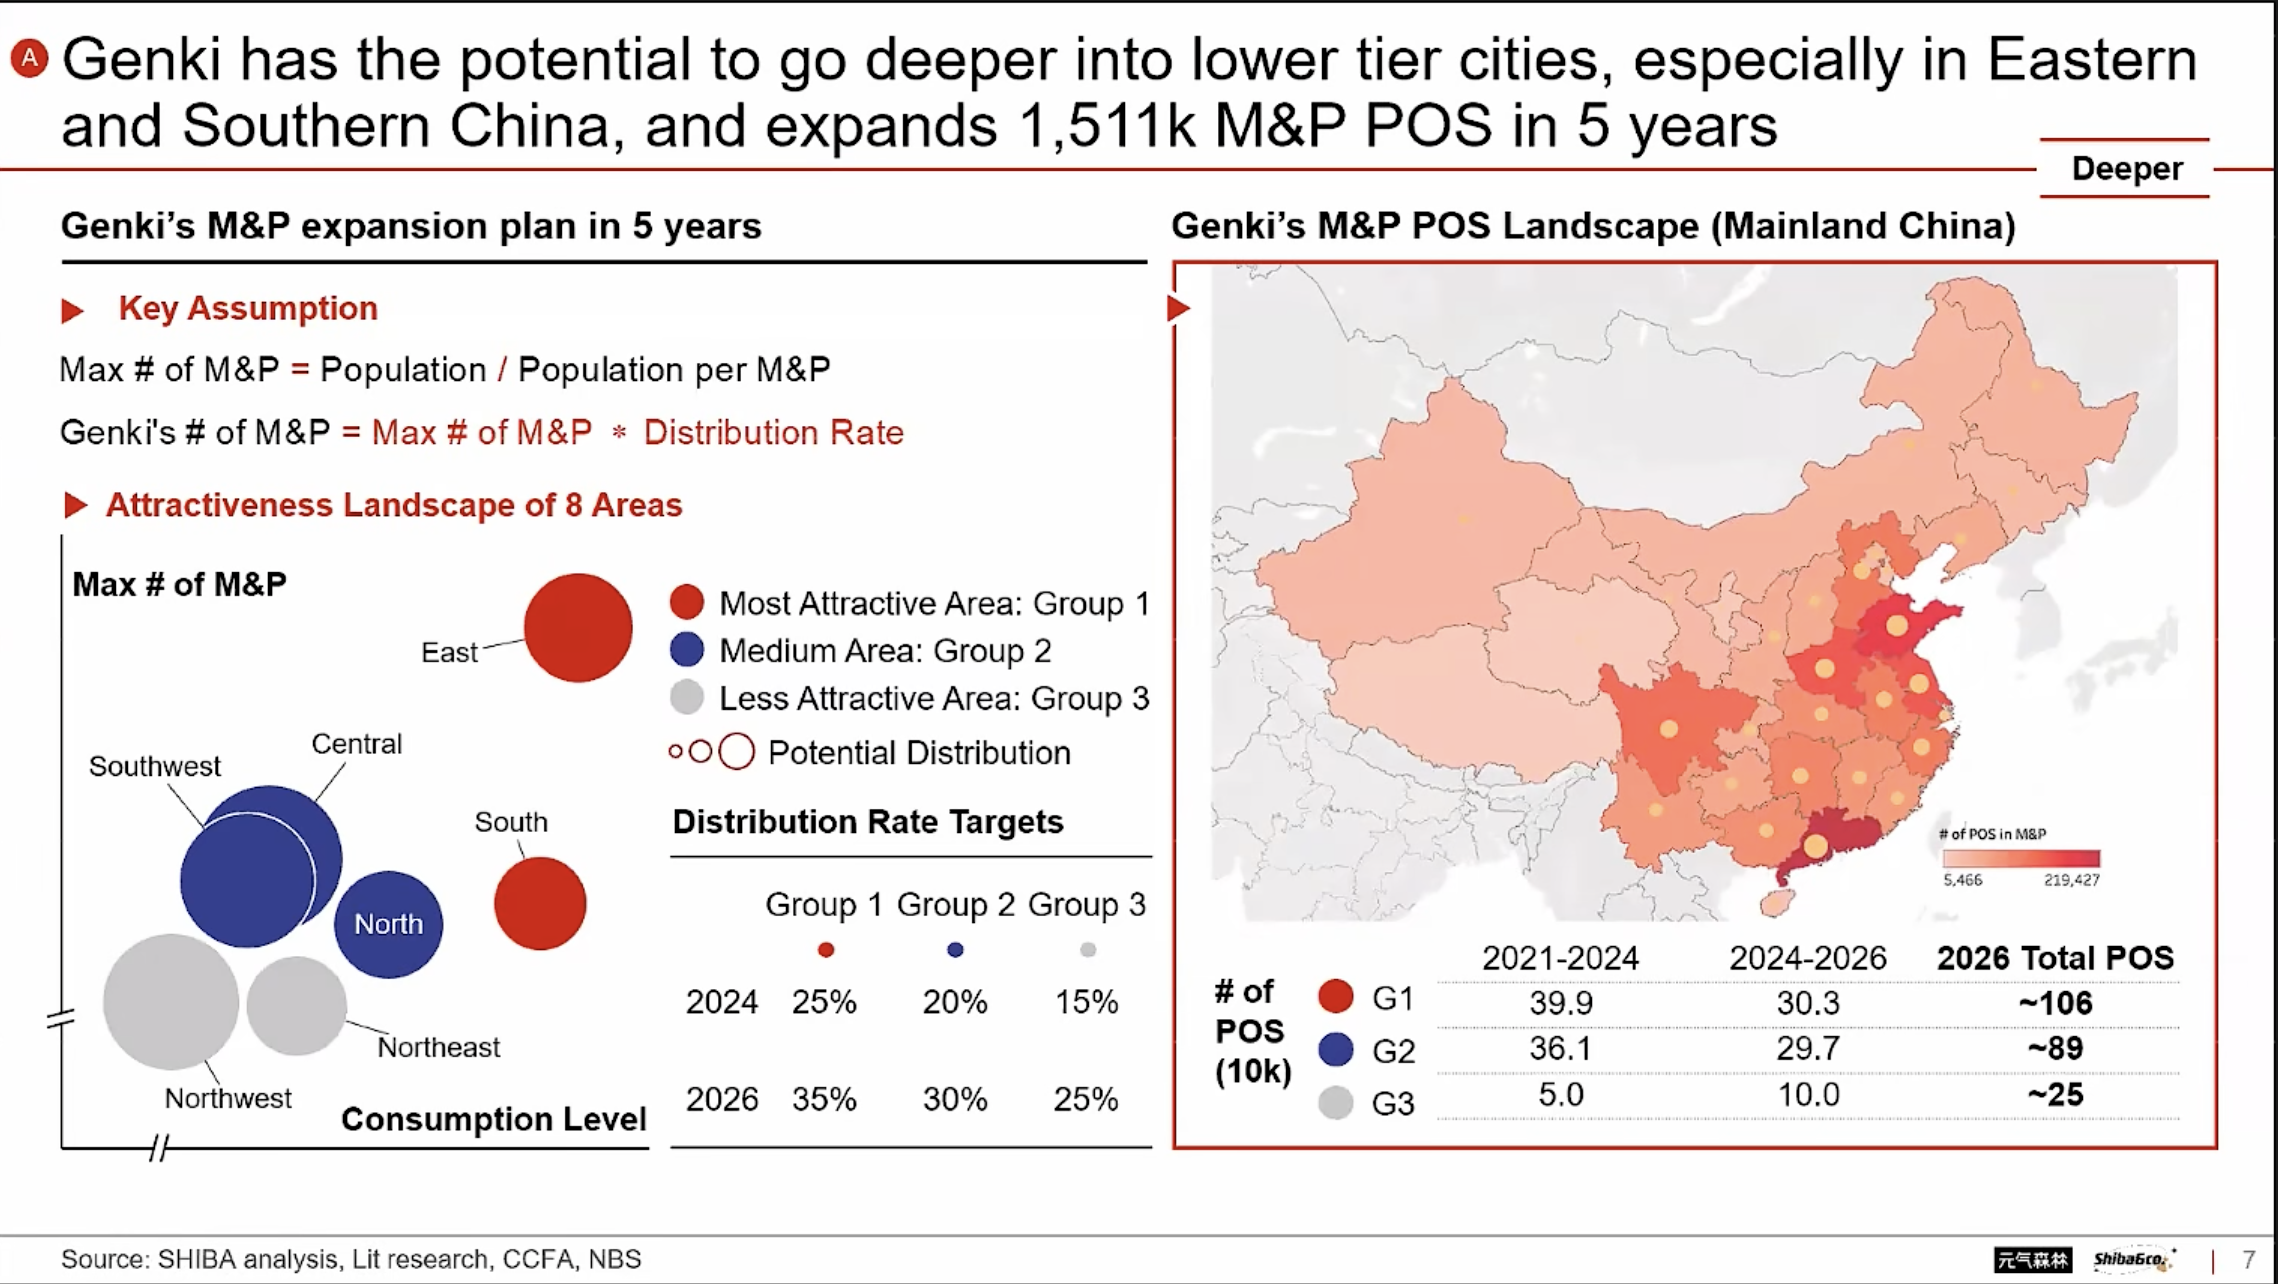 A
Genki has the potential to go deeper into lower tier cities, especially in Eastern
and Southern China, and expands 1,511k M&P POS in 5 years
Deeper
Genki’s M&P expansion plan in 5 years
Key Assumption
Max # of M&P = Population / Population per M&P
Genki's # of M&P = Max # of M&P * Distribution Rate
Attractiveness Landscape of 8 Areas
Max # of M&P
East
Central
Southwest
South
North
Northeast
Northwest
Consumption Level
Most Attractive Area: Group 1
Medium Area: Group 2
Less Attractive Area: Group 3
Potential Distribution
Distribution Rate Targets
Group 1 Group 2 Group 3
2024 25% 20% 15%
2026 35% 30% 25%
Genki’s M&P POS Landscape (Mainland China)
# of POS in M&P
5,466 219,427
2021-2024 2024-2026 2026 Total POS
# of
POS
(10k)
G1 39.9 30.3 ~106
G2 36.1 29.7 ~89
G3 5.0 10.0 ~25
Source: SHIBA analysis, Lit research, CCFA, NBS
元气森林 Shiba&co. 7